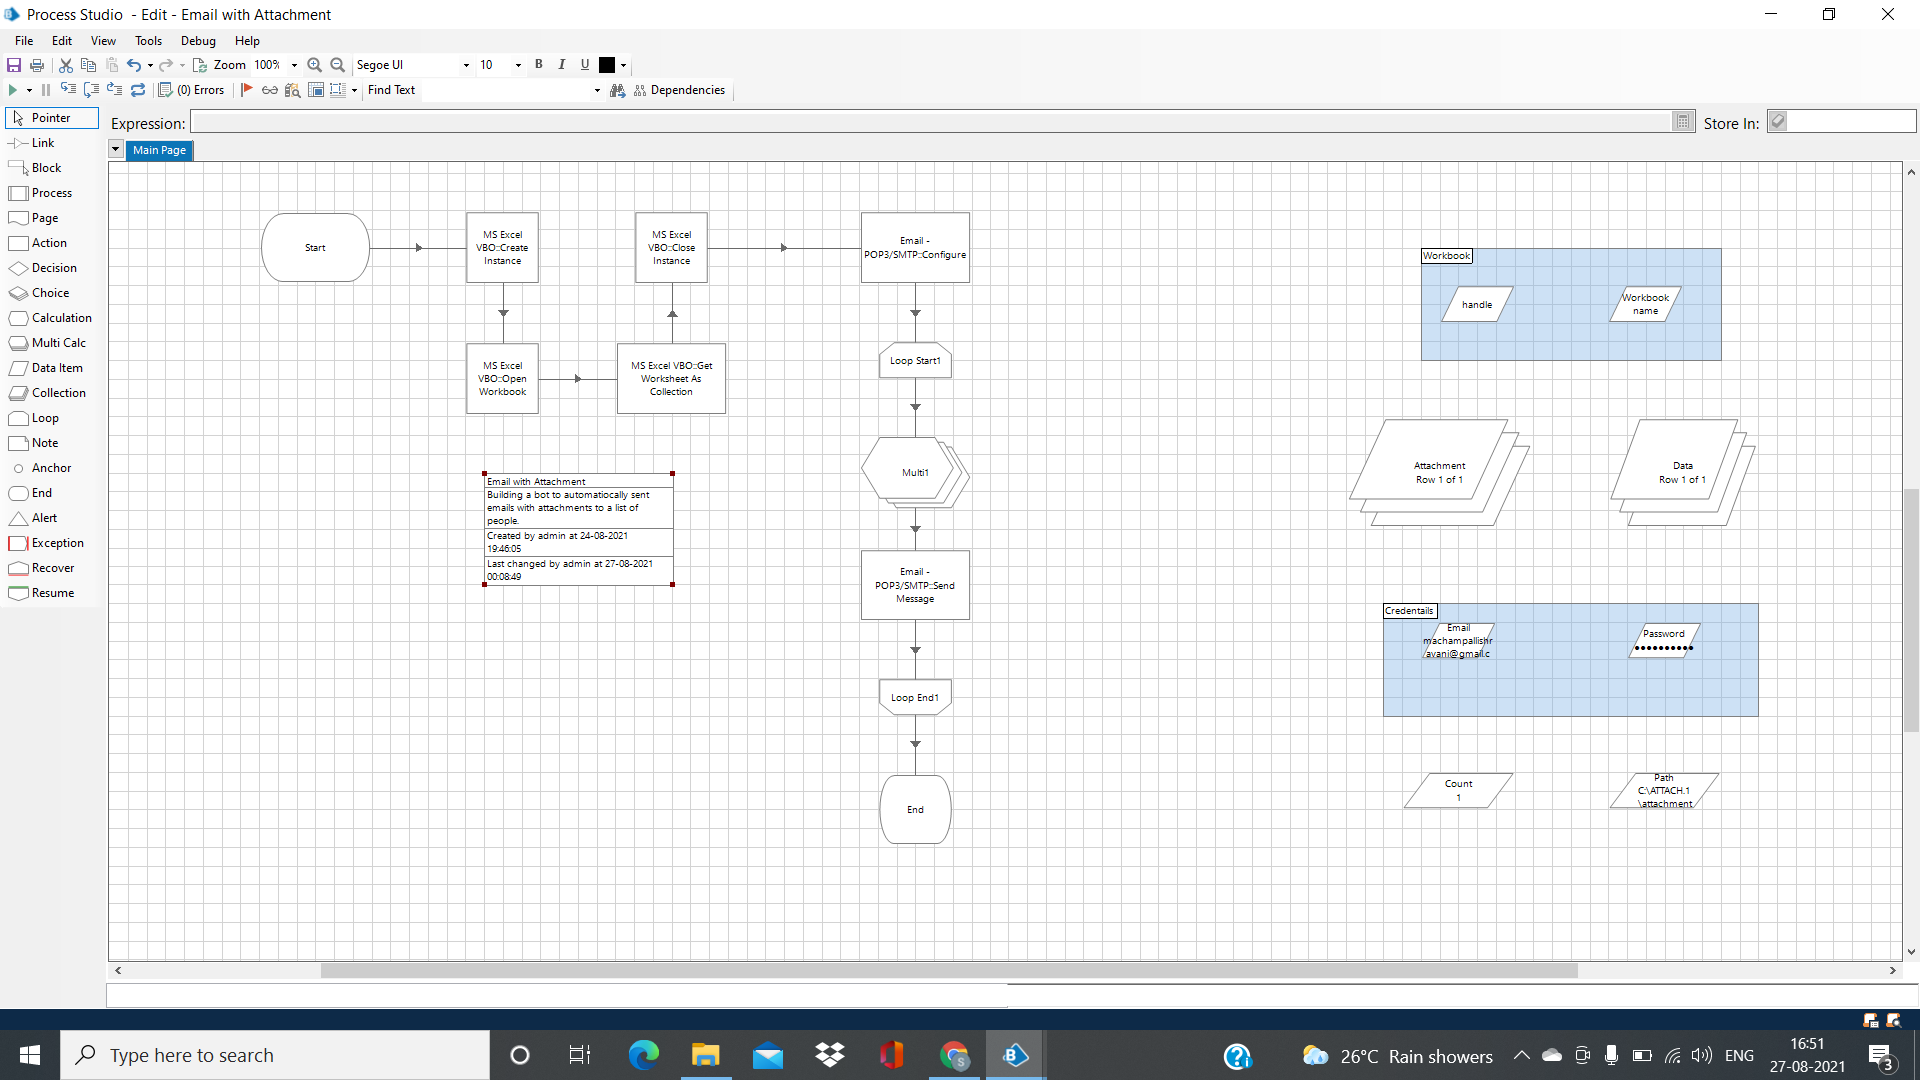 Process Studio - Edit - Email with Attachment
File Edit View Tools Debug Help
Zoom 100% Segoe UI 10 B I U
(0) Errors Find Text Dependencies
Pointer
Link
Block
Process
Page
Action
Decision
Choice
Calculation
Multi Calc
Data Item
Collection
Loop
Note
Anchor
End
Alert
Exception
Recover
Resume
Expression:
Store In:
Main Page
Start
MS Excel
VBO::Create
Instance
MS Excel
VBO::Close
Instance
Email -
POP3/SMTP::Configure
MS Excel
VBO::Open
Workbook
MS Excel VBO::Get
Worksheet As
Collection
Loop Start1
Multi1
Email with Attachment
Building a bot to automatically sent
emails with attachments to a list of
people.
Created by admin at 24-08-2021
19:46:05
Last changed by admin at 27-08-2021
00:08:49
Email -
POP3/SMTP::Send
Message
Loop End1
End
Workbook
handle
Workbook
name
Attachment
Row 1 of 1
Data
Row 1 of 1
Credentails
Email
machampallishr
avani@gmail.c
Password
••••••••••
Count
1
Path
C:\ATTACH.1
\attachment
Type here to search
26°C Rain showers
ENG
16:51
27-08-2021
3